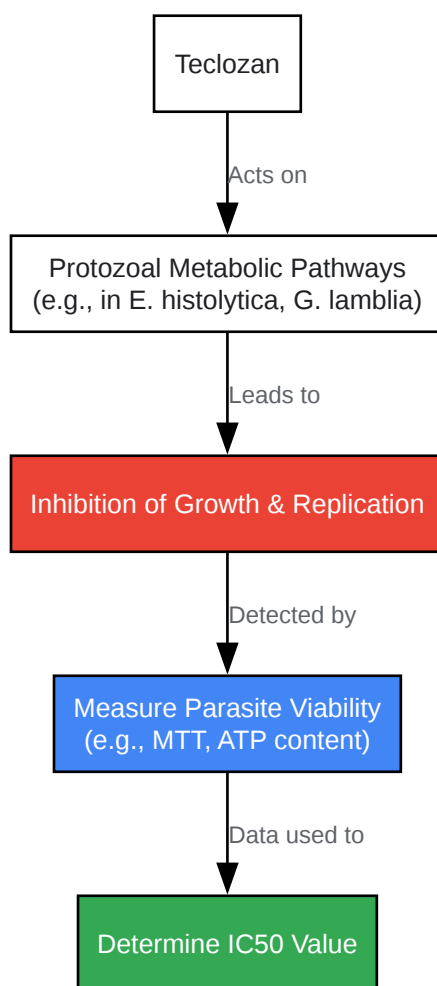 Teclozan
Acts on
Protozoal Metabolic Pathways
(e.g., in E. histolytica, G. lamblia)
Leads to
Inhibition of Growth & Replication
Detected by
Measure Parasite Viability
(e.g., MTT, ATP content)
Data used to
Determine IC50 Value